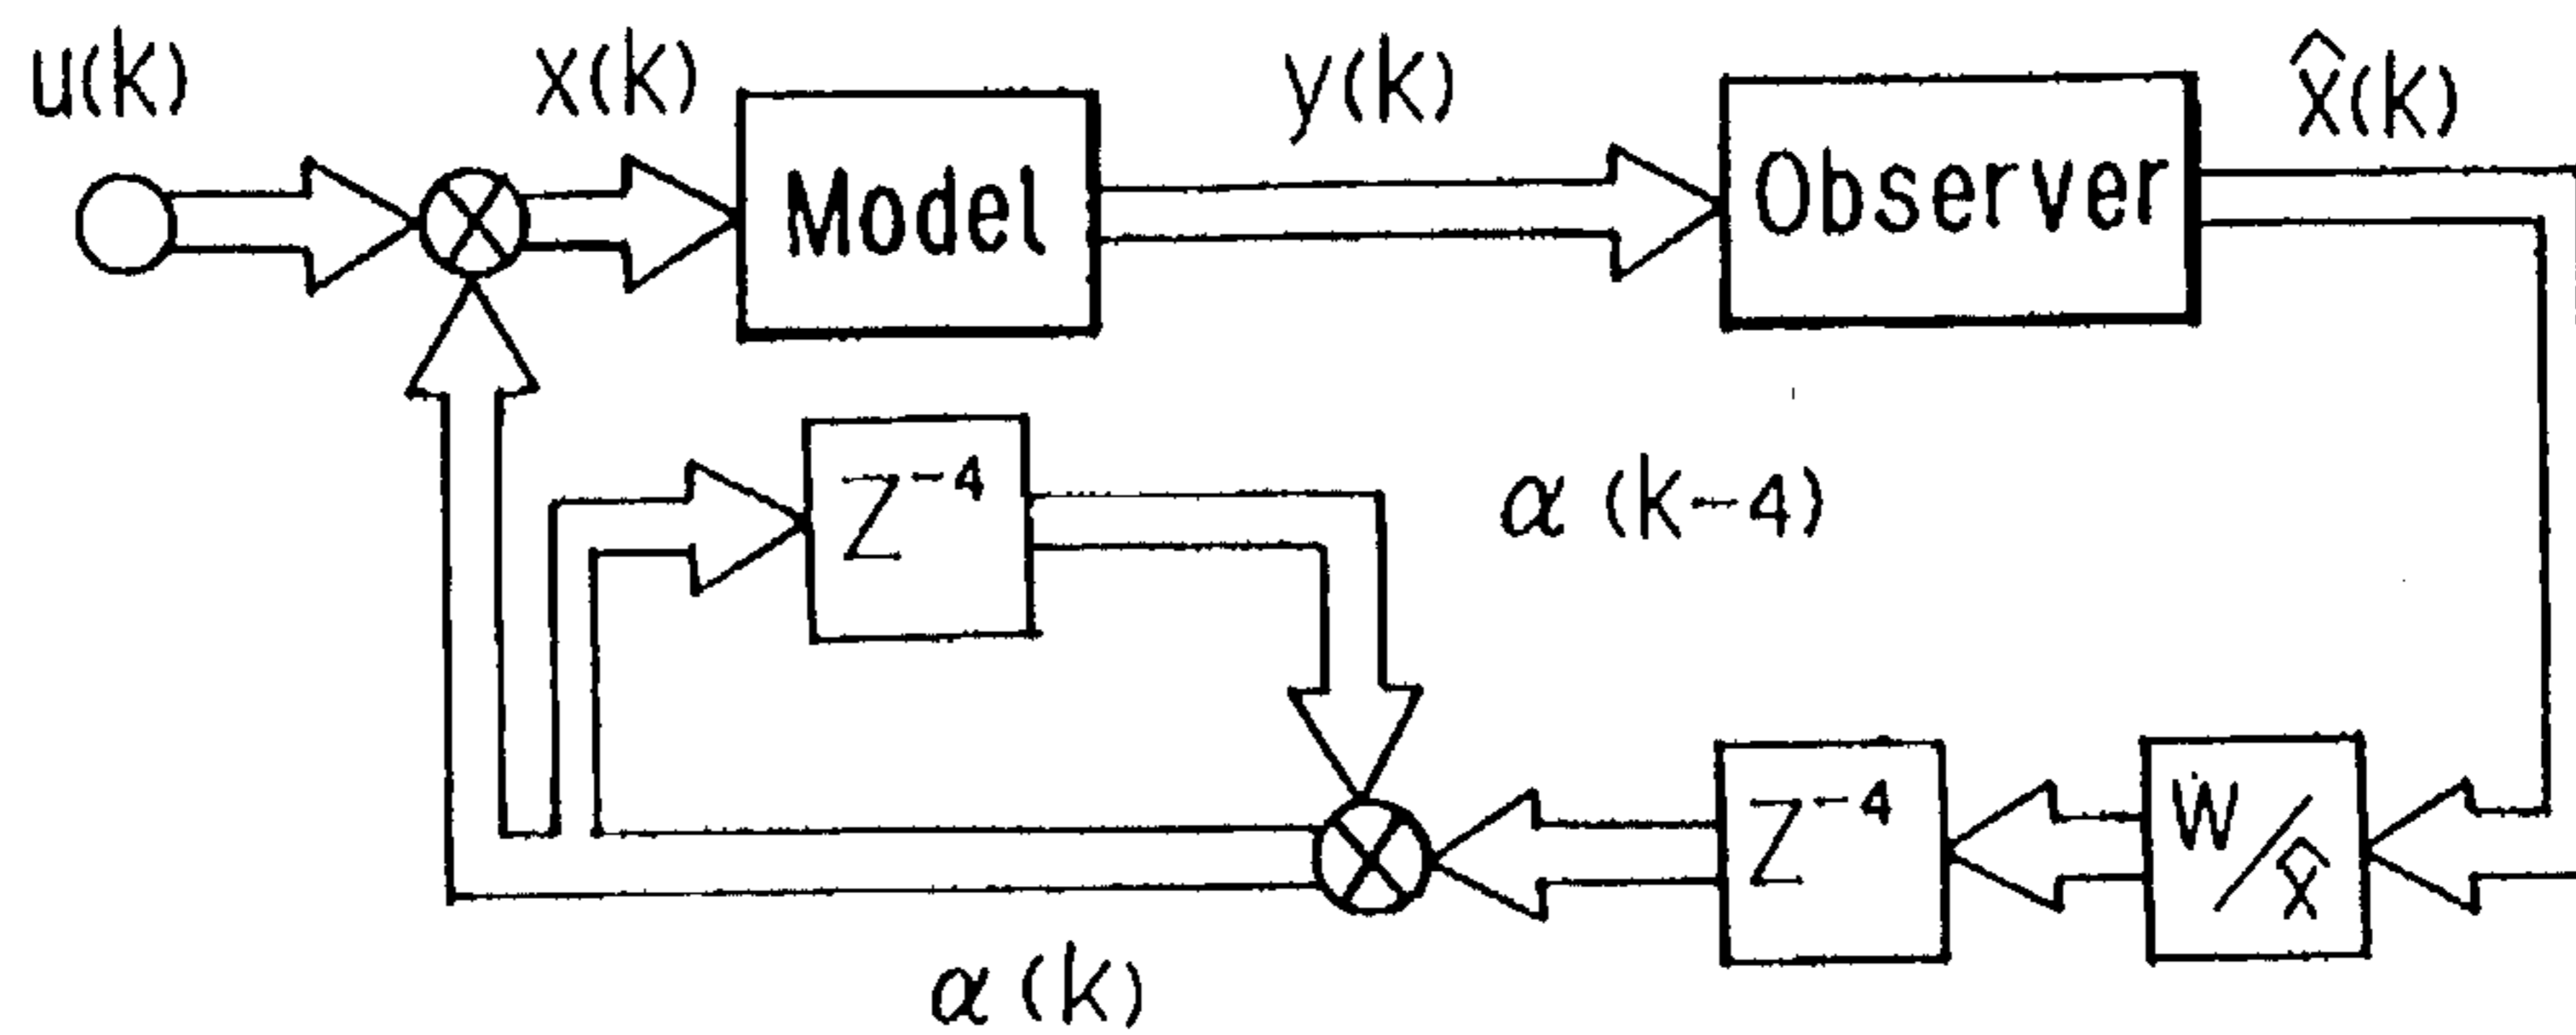 u(k)
x(k)
Model
y(k)
Observer
x̂(k)
Z⁻⁴
α(k-4)
Z⁻⁴
W/x̂
α(k)